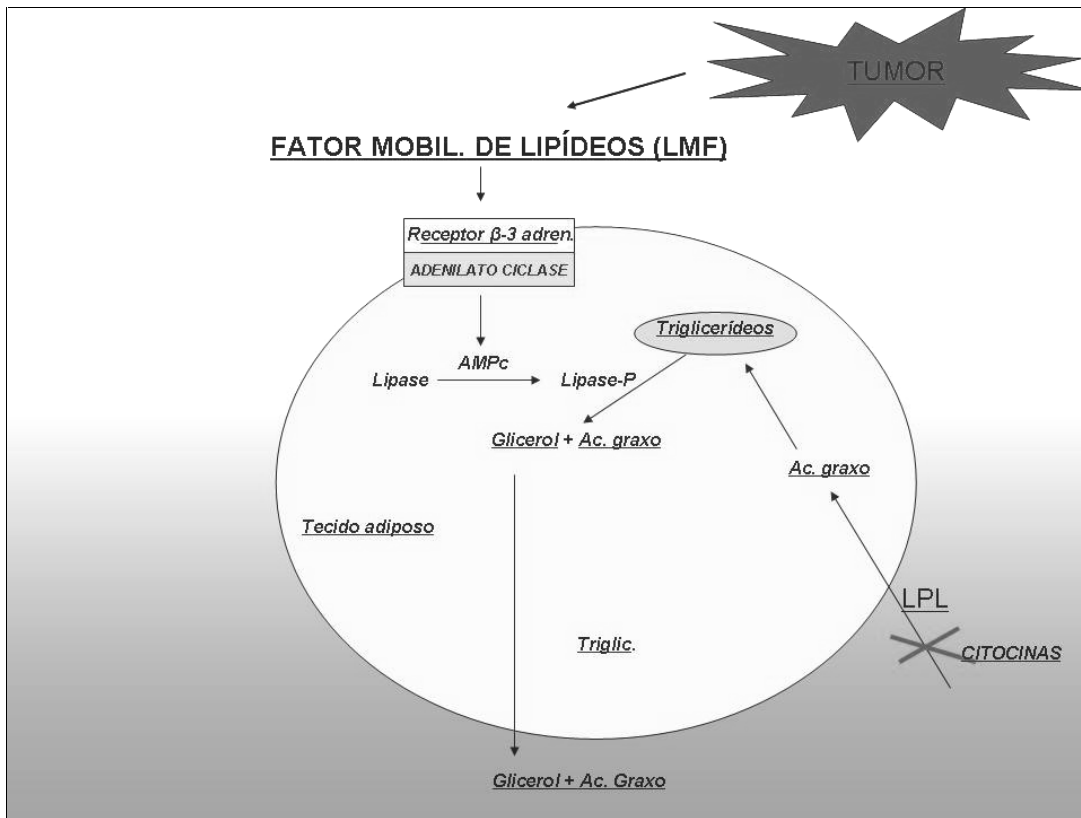 TUMOR
FATOR MOBIL. DE LIPÍDEOS (LMF)
Receptor β-3 adren.
ADENILATO CICLASE
Triglicerídeos
AMPc
Lipase
Lipase-P
Glicerol + Ac. graxo
Ac. graxo
Tecido adiposo
LPL
Triglic.
CITOCINAS
Glicerol + Ac. Graxo